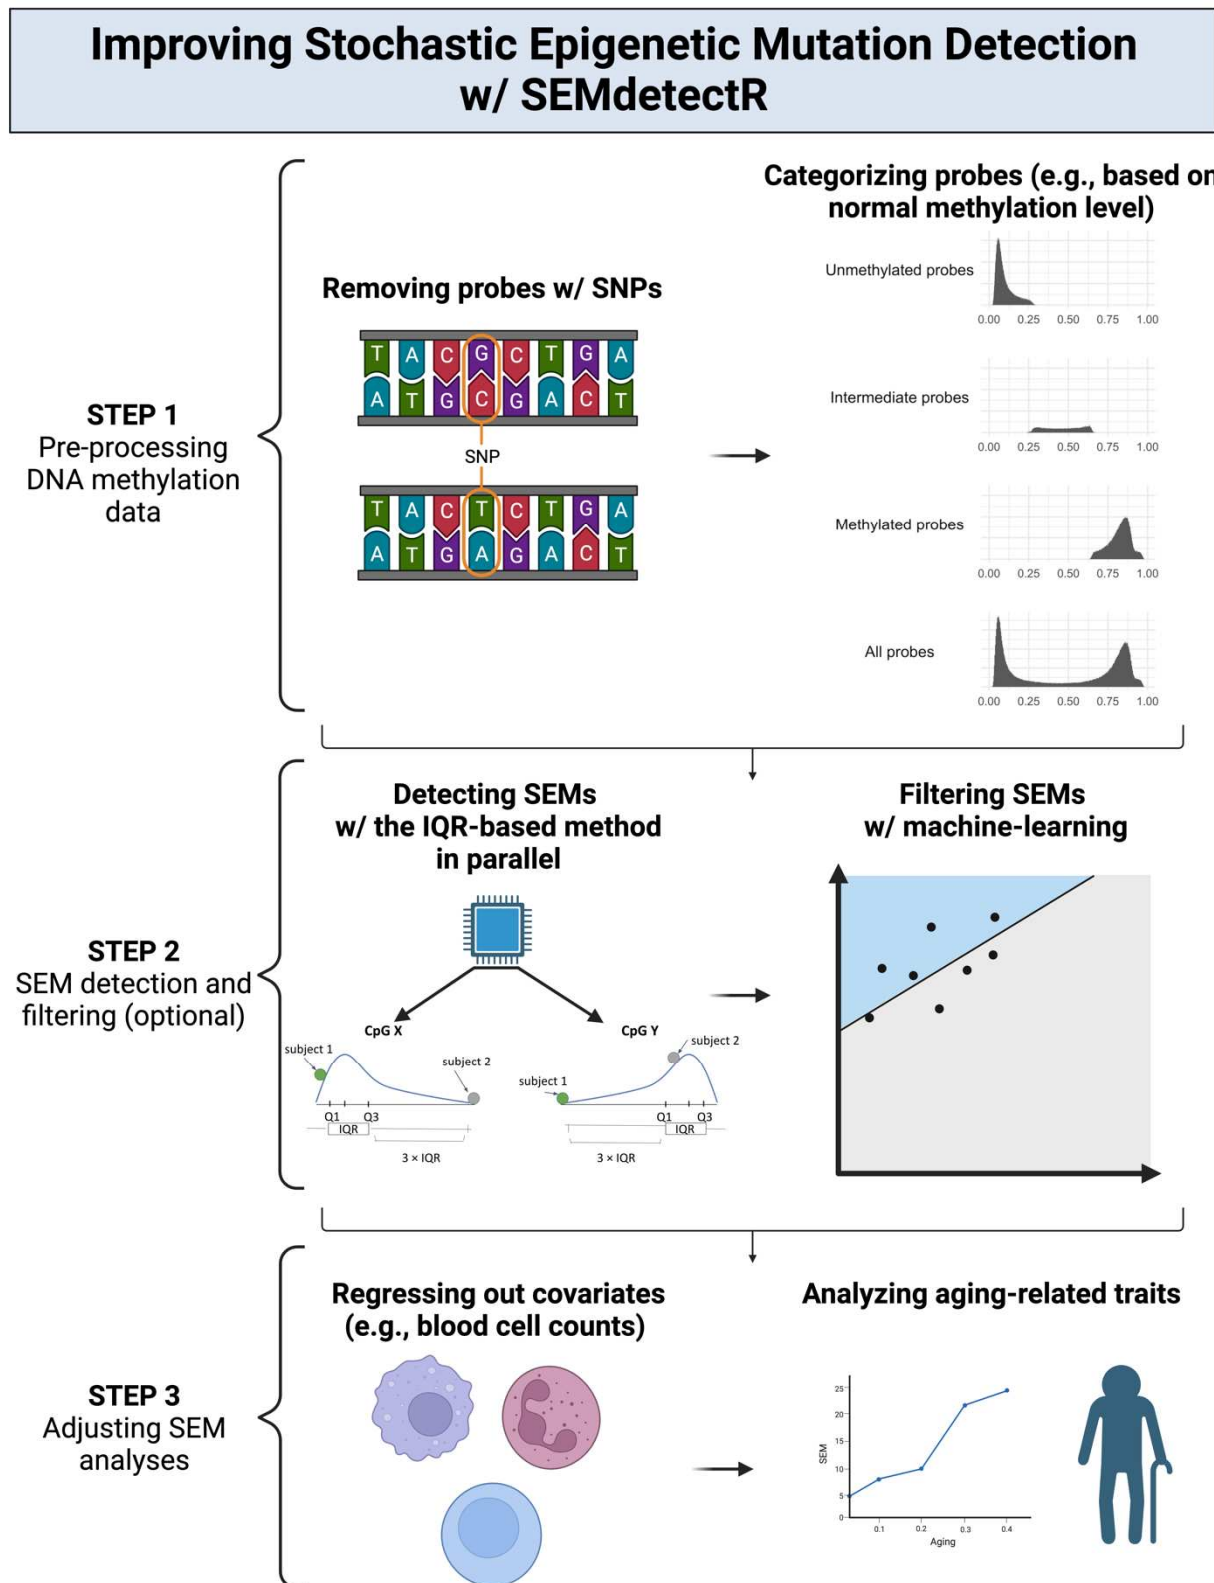 Improving Stochastic Epigenetic Mutation Detection
w/ SEMdetectR
STEP 1
Pre-processing
DNA methylation
data
Removing probes w/ SNPs
T A C G C T G A
A T G C G A C T
SNP
T A C T C T G A
A T G A G A C T
Categorizing probes (e.g., based on
normal methylation level)
Unmethylated probes
0.00 0.25 0.50 0.75 1.00
Intermediate probes
0.00 0.25 0.50 0.75 1.00
Methylated probes
0.00 0.25 0.50 0.75 1.00
All probes
0.00 0.25 0.50 0.75 1.00
STEP 2
SEM detection and
filtering (optional)
Detecting SEMs
w/ the IQR-based method
in parallel
CpG X
subject 1
subject 2
Q1 Q3
IQR
3 × IQR
CpG Y
subject 2
subject 1
Q1 Q3
IQR
3 × IQR
Filtering SEMs
w/ machine-learning
STEP 3
Adjusting SEM
analyses
Regressing out covariates
(e.g., blood cell counts)
Analyzing aging-related traits
25
20
15
10
5
0
SEM
0.1 0.2 0.3 0.4
Aging